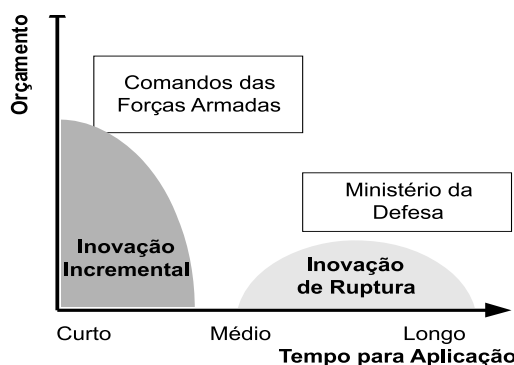 Orçamento
Comandos das
Forças Armadas
Ministério da
Defesa
Inovação
Incremental
Inovação
de Ruptura
Curto
Médio
Longo
Tempo para Aplicação